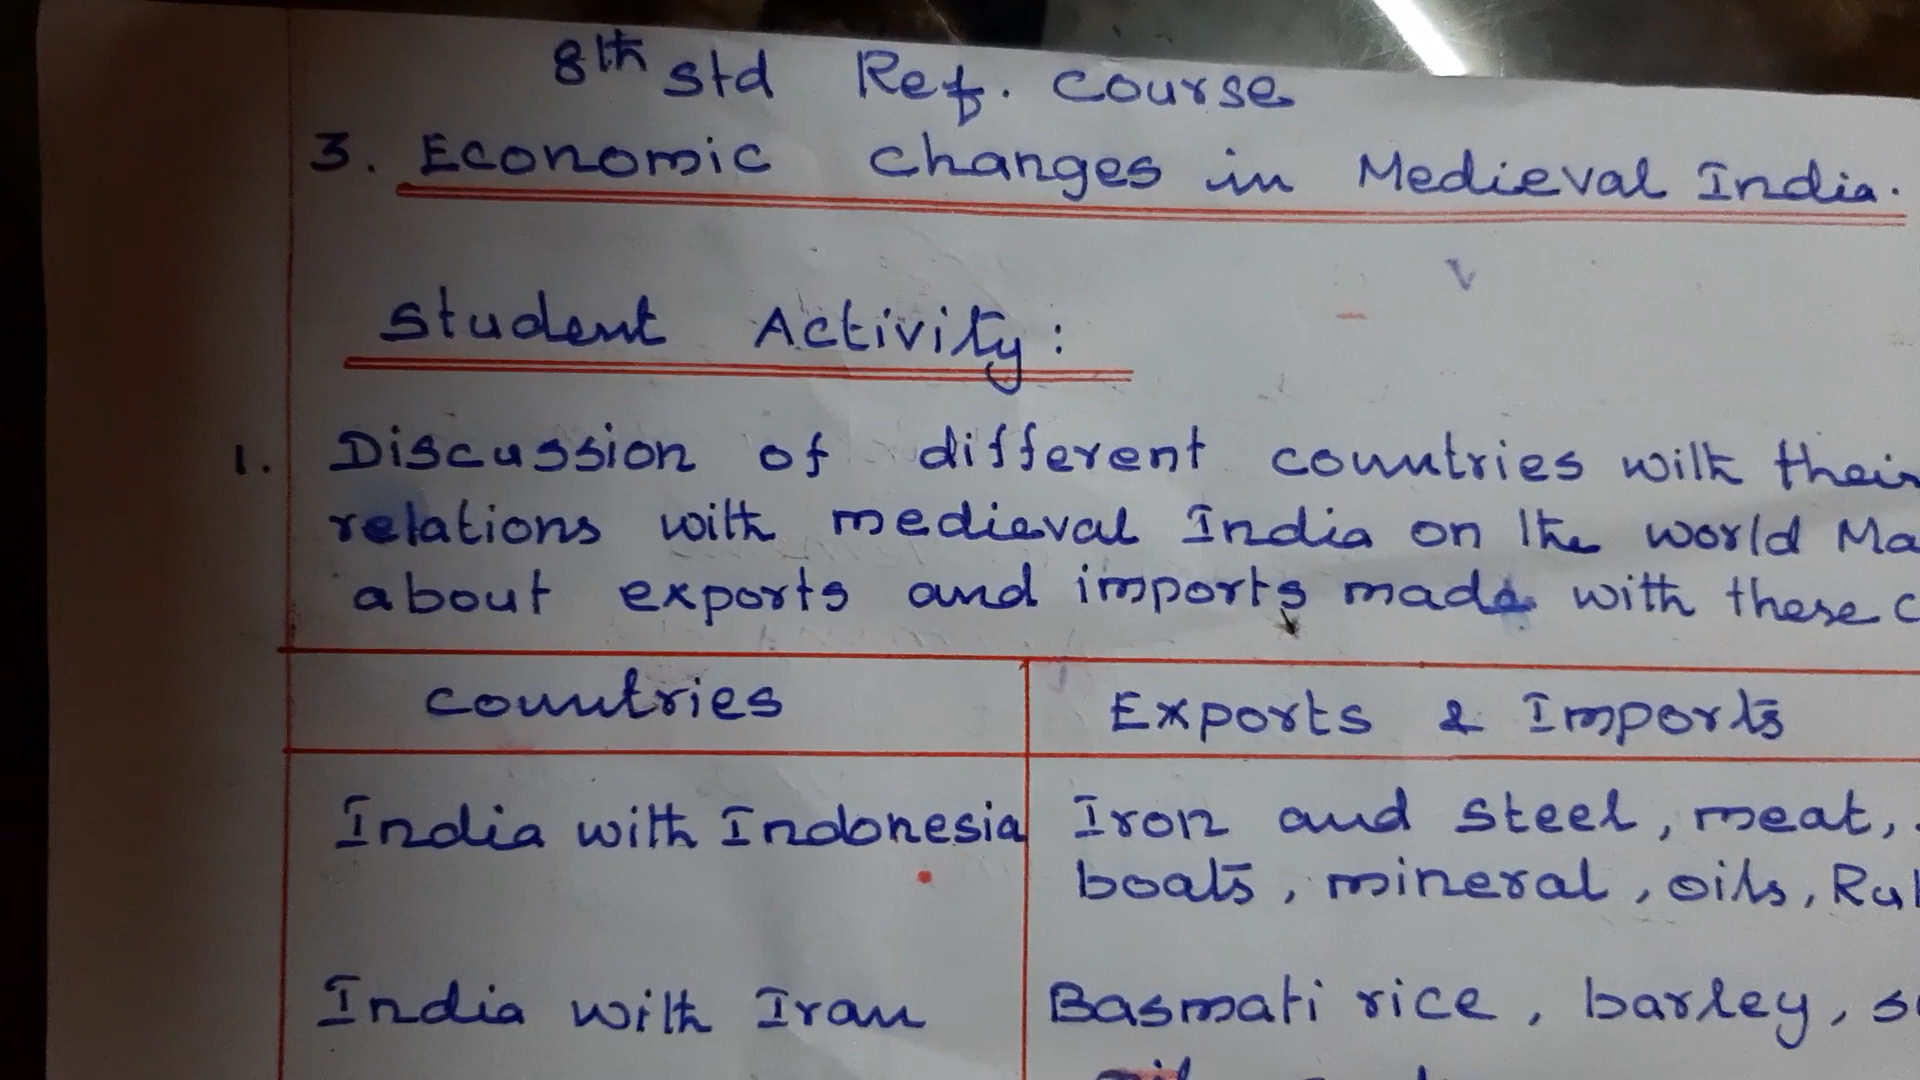 8th std Ref. course
3. Economic changes in Medieval India.
Student Activity:
1. Discussion of different countries with their
relations with medieval India on the world Ma
about exports and imports made with these c
countries
Exports & Imports
India with Indonesia
Iron and steel, meat,
boats, mineral, oils, Rub
India with Iran
Basmati rice, barley, s